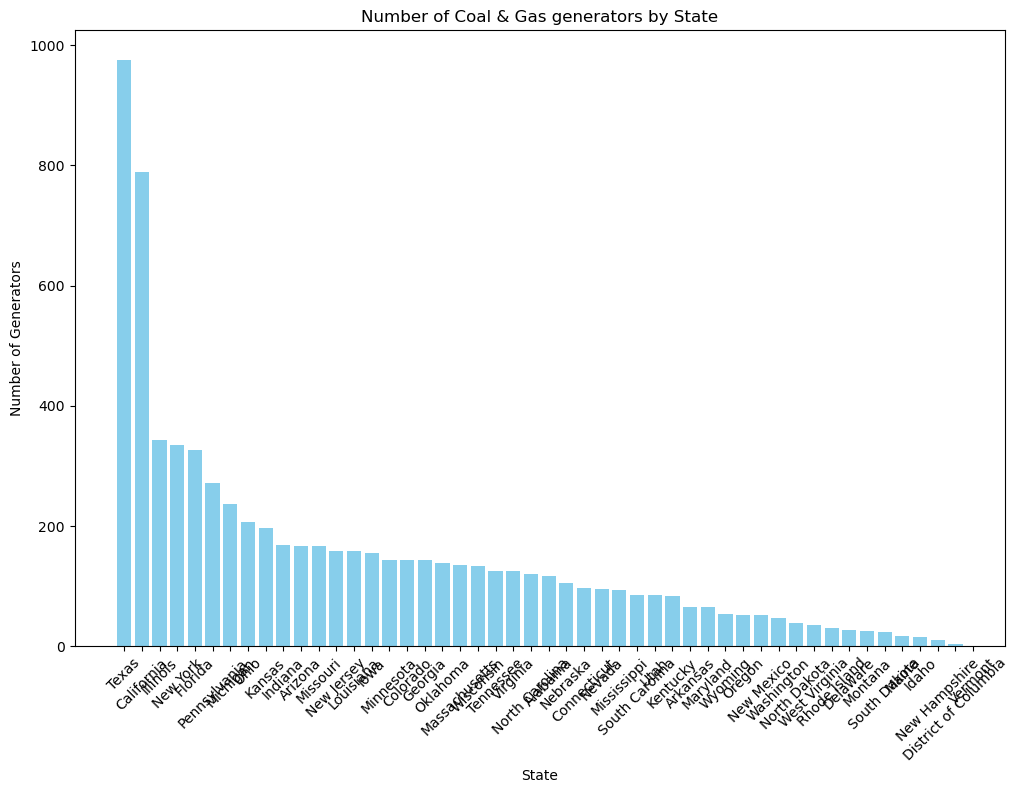 Number of Coal & Gas generators by State
Number of Generators
1000
800
600
400
200
0
Texas
California
Illinois
New York
Florida
Pennsylvania
Michigan
Ohio
Kansas
Indiana
Arizona
Missouri
New Jersey
Louisiana
Iowa
Minnesota
Colorado
Georgia
Oklahoma
Massachusetts
Wisconsin
Tennessee
Virginia
North Carolina
Nebraska
Connecticut
Nevada
Mississippi
South Carolina
Utah
Kentucky
Arkansas
Maryland
Wyoming
Oregon
New Mexico
Washington
North Dakota
West Virginia
Rhode Island
Delaware
Montana
South Dakota
Idaho
New Hampshire
District of Columbia
Vermont
State